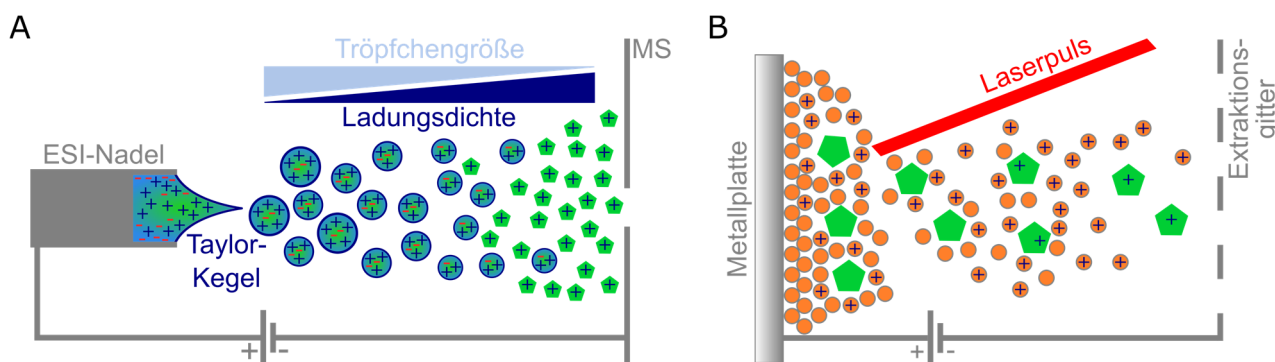 A
Tröpfchengröße
MS
Ladungsdichte
ESI-Nadel
Taylor-
Kegel
+ -
B
Laserpuls
Metallplatte
Extraktions-
gitter
+ -